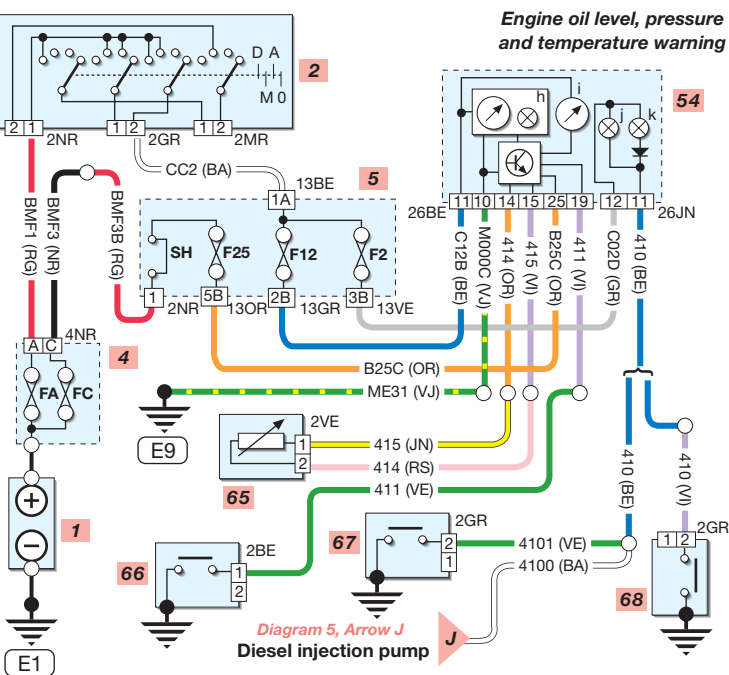 Engine oil level, pressure
and temperature warning
D A
M 0
2
2 1
2NR
1 2
2GR
1 2
2MR
CC2 (BA)
13BE
5
1A
SH
F25
F12
F2
1
2NR
5B
13OR
2B
13GR
3B
13VE
h
i
j
k
54
26BE
11 10 14 15 25 19
12 11
26JN
BMF1 (RG)
BMF3 (NR)
BMF3B (RG)
C12B (BE)
M000C (VJ)
414 (OR)
415 (VI)
B25C (OR)
411 (VI)
C02D (GR)
410 (BE)
A C
4NR
4
FA
FC
B25C (OR)
ME31 (VJ)
E9
2VE
1
2
65
415 (JN)
414 (RS)
411 (VE)
410 (BE)
410 (VI)
+
−
1
E1
66
2BE
1
2
67
2GR
2
1
4101 (VE)
4100 (BA)
2GR
1 2
68
Diagram 5, Arrow J
Diesel injection pump
J